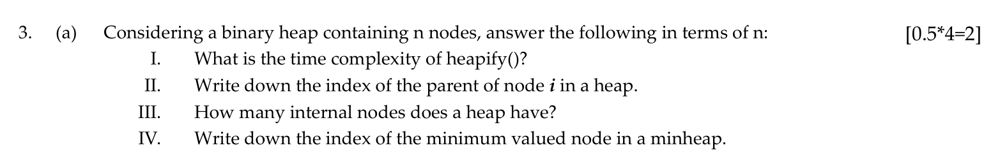 3. (a) Considering a binary heap containing n nodes, answer the following in terms of n: [0.5*4=2]
I. What is the time complexity of heapify()?
II. Write down the index of the parent of node i in a heap.
III. How many internal nodes does a heap have?
IV. Write down the index of the minimum valued node in a minheap.